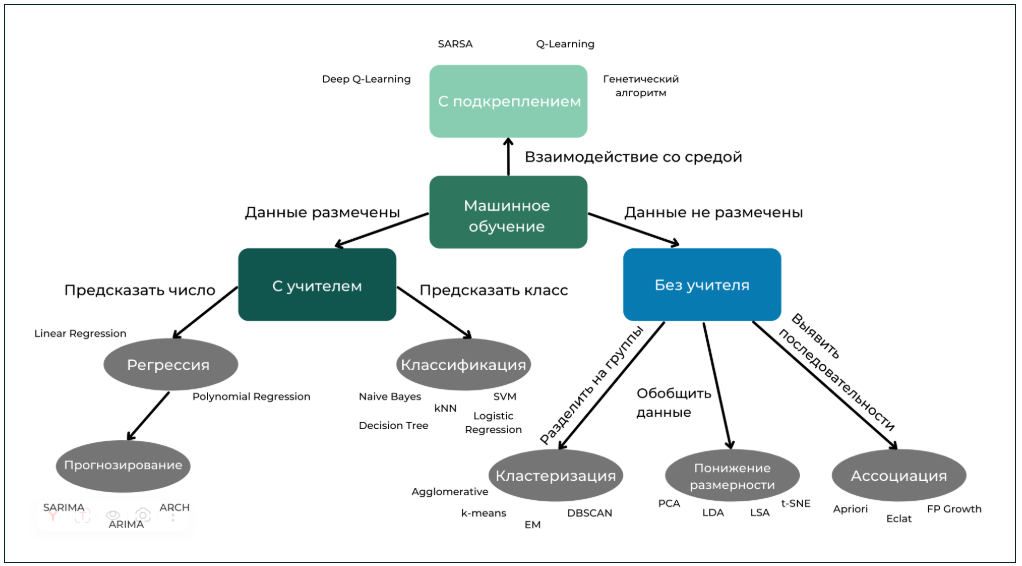 SARSA
Q-Learning
Deep Q-Learning
Генетический
алгоритм
С подкреплением
Взаимодействие со средой
Машинное
обучение
Данные размечены
Данные не размечены
С учителем
Без учителя
Предсказать число
Предсказать класс
Linear Regression
Регрессия
Polynomial Regression
Классификация
Naive Bayes
SVM
kNN
Decision Tree
Logistic
Regression
Разделить на группы
Обобщить
данные
Выявить
последовательности
Прогнозирование
SARIMA
ARCH
ARIMA
Кластеризация
Agglomerative
k-means
DBSCAN
EM
Понижение
размерности
PCA
t-SNE
LDA
LSA
Ассоциация
Apriori
FP Growth
Eclat